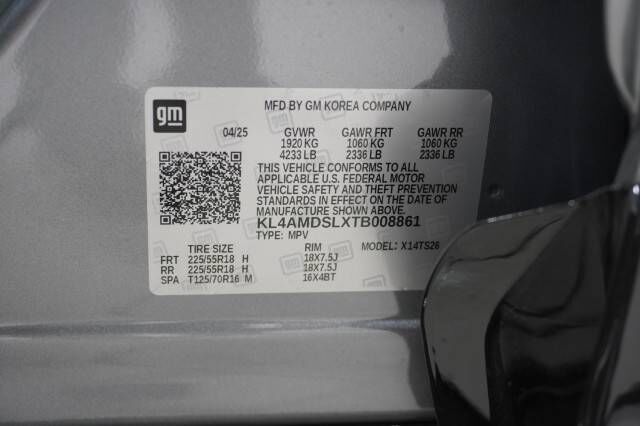 gm
MFD BY GM KOREA COMPANY
04/25 GVWR GAWR FRT GAWR RR
1920 KG 1060 KG 1060 KG
4233 LB 2336 LB 2336 LB
THIS VEHICLE CONFORMS TO ALL
APPLICABLE U.S. FEDERAL MOTOR
VEHICLE SAFETY AND THEFT PREVENTION
STANDARDS IN EFFECT ON THE DATE OF
MANUFACTURE SHOWN ABOVE.
KL4AMDSLXTB008861
TYPE: MPV
TIRE SIZE RIM MODEL: X14TS26
FRT 225/55R18 H 18X7.5J
RR 225/55R18 H 18X7.5J
SPA T125/70R16 M 16X4BT